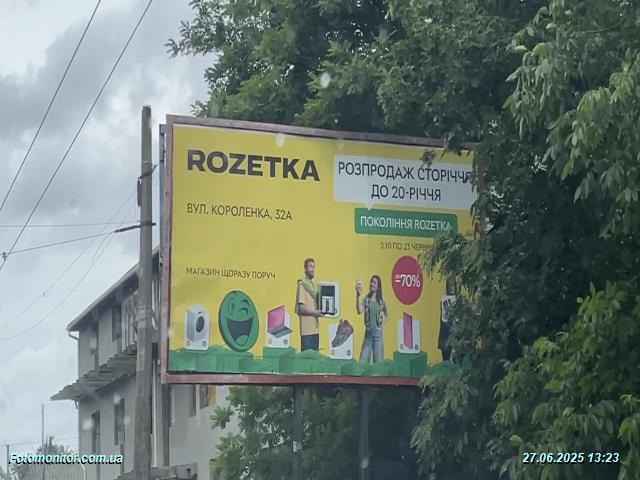 ROZETKA
РОЗПРОДАЖ СТОРІЧЧЯ
ДО 20-РІЧЧЯ
ВУЛ. КОРОЛЕНКА, 32А
ПОКОЛІННЯ ROZETKA
З 10 ПО 23 ЧЕРВНЯ
МАГАЗИН ЩОРАЗУ ПОРУЧ
-70%
Fotomonitor.com.ua
27.06.2025 13:23